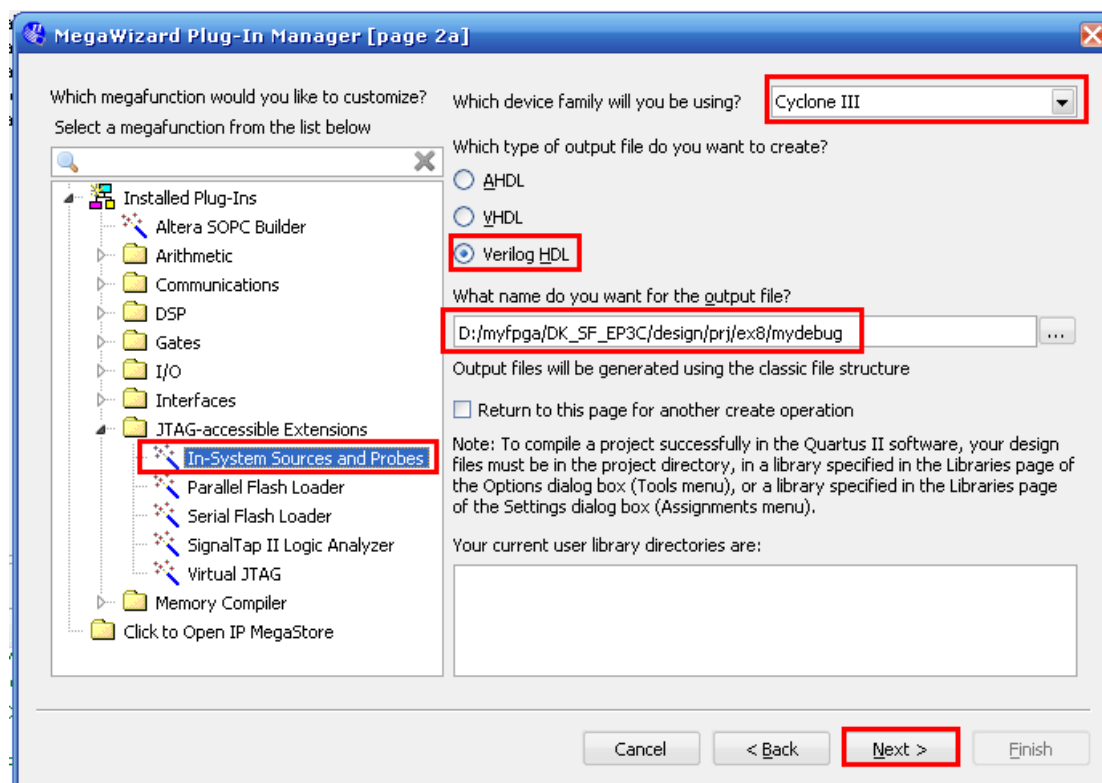 MegaWizard Plug-In Manager [page 2a]
Which megafunction would you like to customize?
Select a megafunction from the list below
Installed Plug-Ins
Altera SOPC Builder
Arithmetic
Communications
DSP
Gates
I/O
Interfaces
JTAG-accessible Extensions
In-System Sources and Probes
Parallel Flash Loader
Serial Flash Loader
SignalTap II Logic Analyzer
Virtual JTAG
Memory Compiler
Click to Open IP MegaStore
Which device family will you be using?
Cyclone III
Which type of output file do you want to create?
AHDL
VHDL
Verilog HDL
What name do you want for the output file?
D:/myfpga/DK_SF_EP3C/design/prj/ex8/mydebug
...
Output files will be generated using the classic file structure
Return to this page for another create operation
Note: To compile a project successfully in the Quartus II software, your design
files must be in the project directory, in a library specified in the Libraries page of
the Options dialog box (Tools menu), or a library specified in the Libraries page
of the Settings dialog box (Assignments menu).
Your current user library directories are:
Cancel
< Back
Next >
Finish